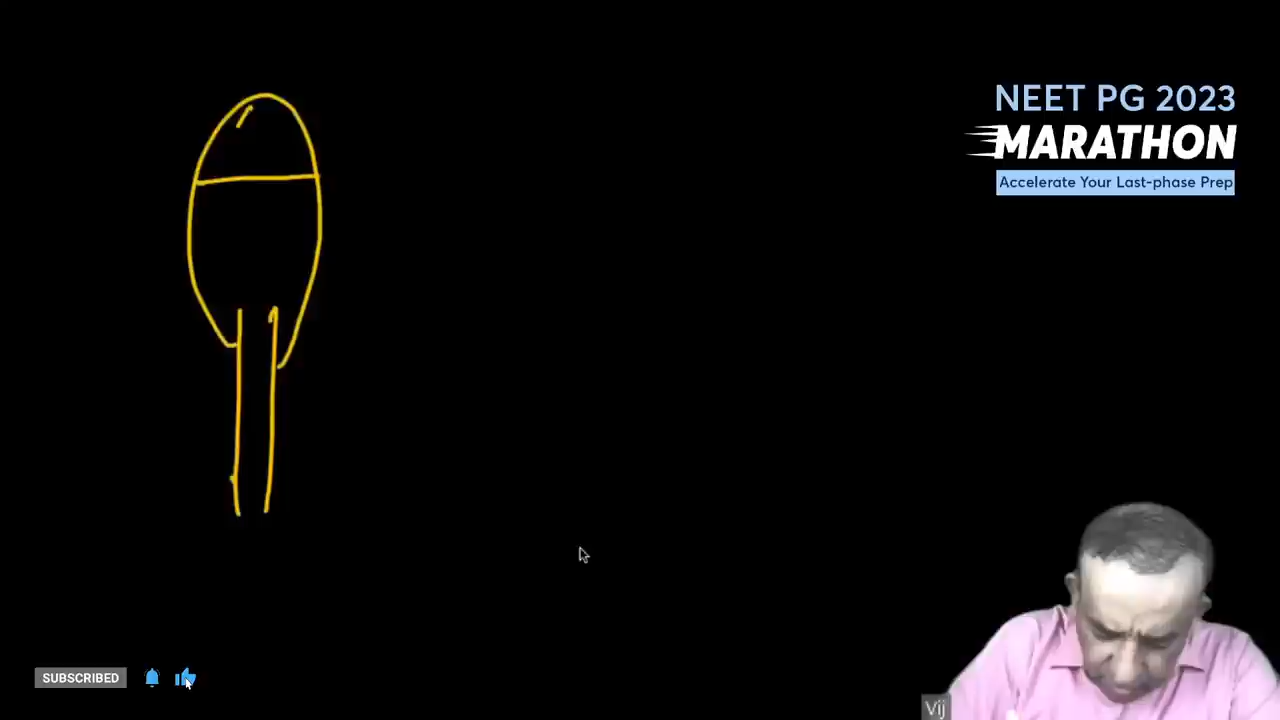 NEET PG 2023
MARATHON
Accelerate Your Last-phase Prep
SUBSCRIBED
Vij